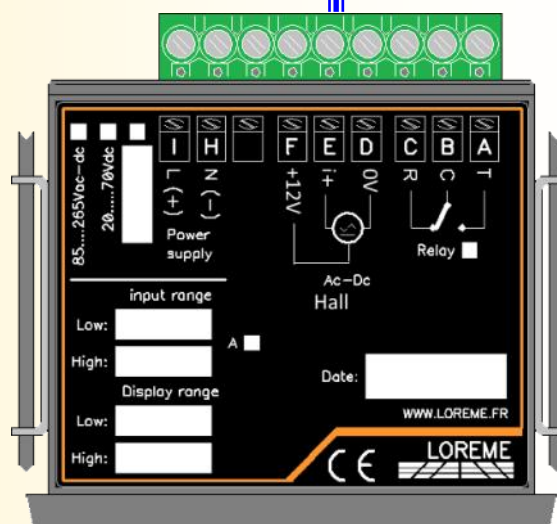 I H F E D C B A
85....265Vac-dc
20.....70Vdc
L (+)
N (-)
+12V
i+
0V
R
C
T
Power
supply
Relay
Ac-Dc
Hall
input range
Low:
High:
A
Display range
Low:
High:
Date:
WWW.LOREME.FR
CE
LOREME